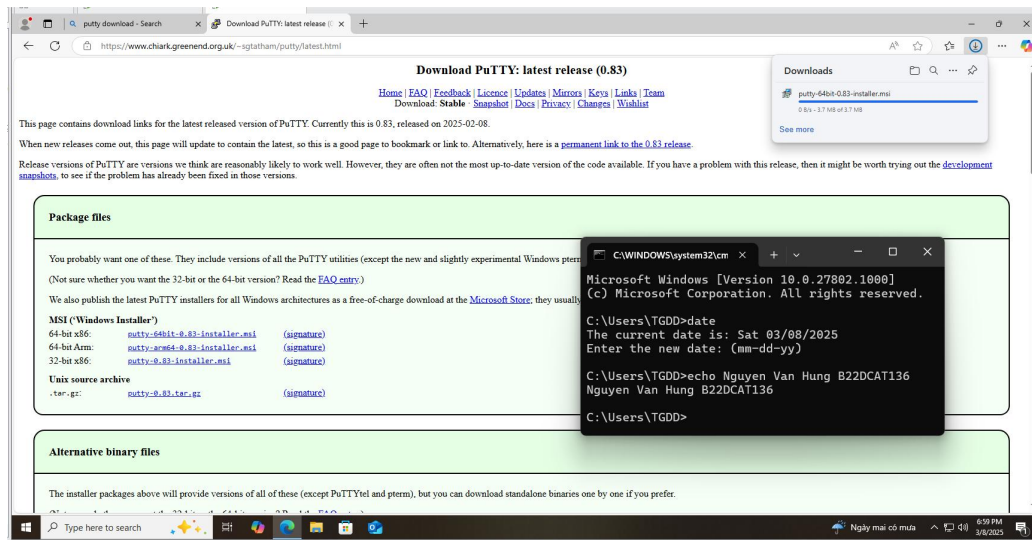 putty download - Search
Download PuTTY: latest release (0
https://www.chiark.greenend.org.uk/~sgtatham/putty/latest.html
Download PuTTY: latest release (0.83)
Home | FAQ | Feedback | Licence | Updates | Mirrors | Keys | Links | Team
Download: Stable · Snapshot | Docs | Privacy | Changes | Wishlist
Downloads
putty-64bit-0.83-installer.msi
0 B/s - 3.7 MB of 3.7 MB
See more
This page contains download links for the latest released version of PuTTY. Currently this is 0.83, released on 2025-02-08.
When new releases come out, this page will update to contain the latest, so this is a good page to bookmark or link to. Alternatively, here is a permanent link to the 0.83 release.
Release versions of PuTTY are versions we think are reasonably likely to work well. However, they are often not the most up-to-date version of the code available. If you have a problem with this release, then it might be worth trying out the development
snapshots, to see if the problem has already been fixed in those versions.
Package files
You probably want one of these. They include versions of all the PuTTY utilities (except the new and slightly experimental Windows pterm
(Not sure whether you want the 32-bit or the 64-bit version? Read the FAQ entry.)
We also publish the latest PuTTY installers for all Windows architectures as a free-of-charge download at the Microsoft Store; they usually
MSI (‘Windows Installer’)
64-bit x86: putty-64bit-0.83-installer.msi (signature)
64-bit Arm: putty-arm64-0.83-installer.msi (signature)
32-bit x86: putty-0.83-installer.msi (signature)
Unix source archive
.tar.gz: putty-0.83.tar.gz (signature)
C:\WINDOWS\system32\cm
Microsoft Windows [Version 10.0.27802.1000]
(c) Microsoft Corporation. All rights reserved.
C:\Users\TGDD>date
The current date is: Sat 03/08/2025
Enter the new date: (mm-dd-yy)
C:\Users\TGDD>echo Nguyen Van Hung B22DCAT136
Nguyen Van Hung B22DCAT136
C:\Users\TGDD>
Alternative binary files
The installer packages above will provide versions of all of these (except PuTTYtel and pterm), but you can download standalone binaries one by one if you prefer.
Type here to search
Ngày mai có mưa
6:59 PM
3/8/2025